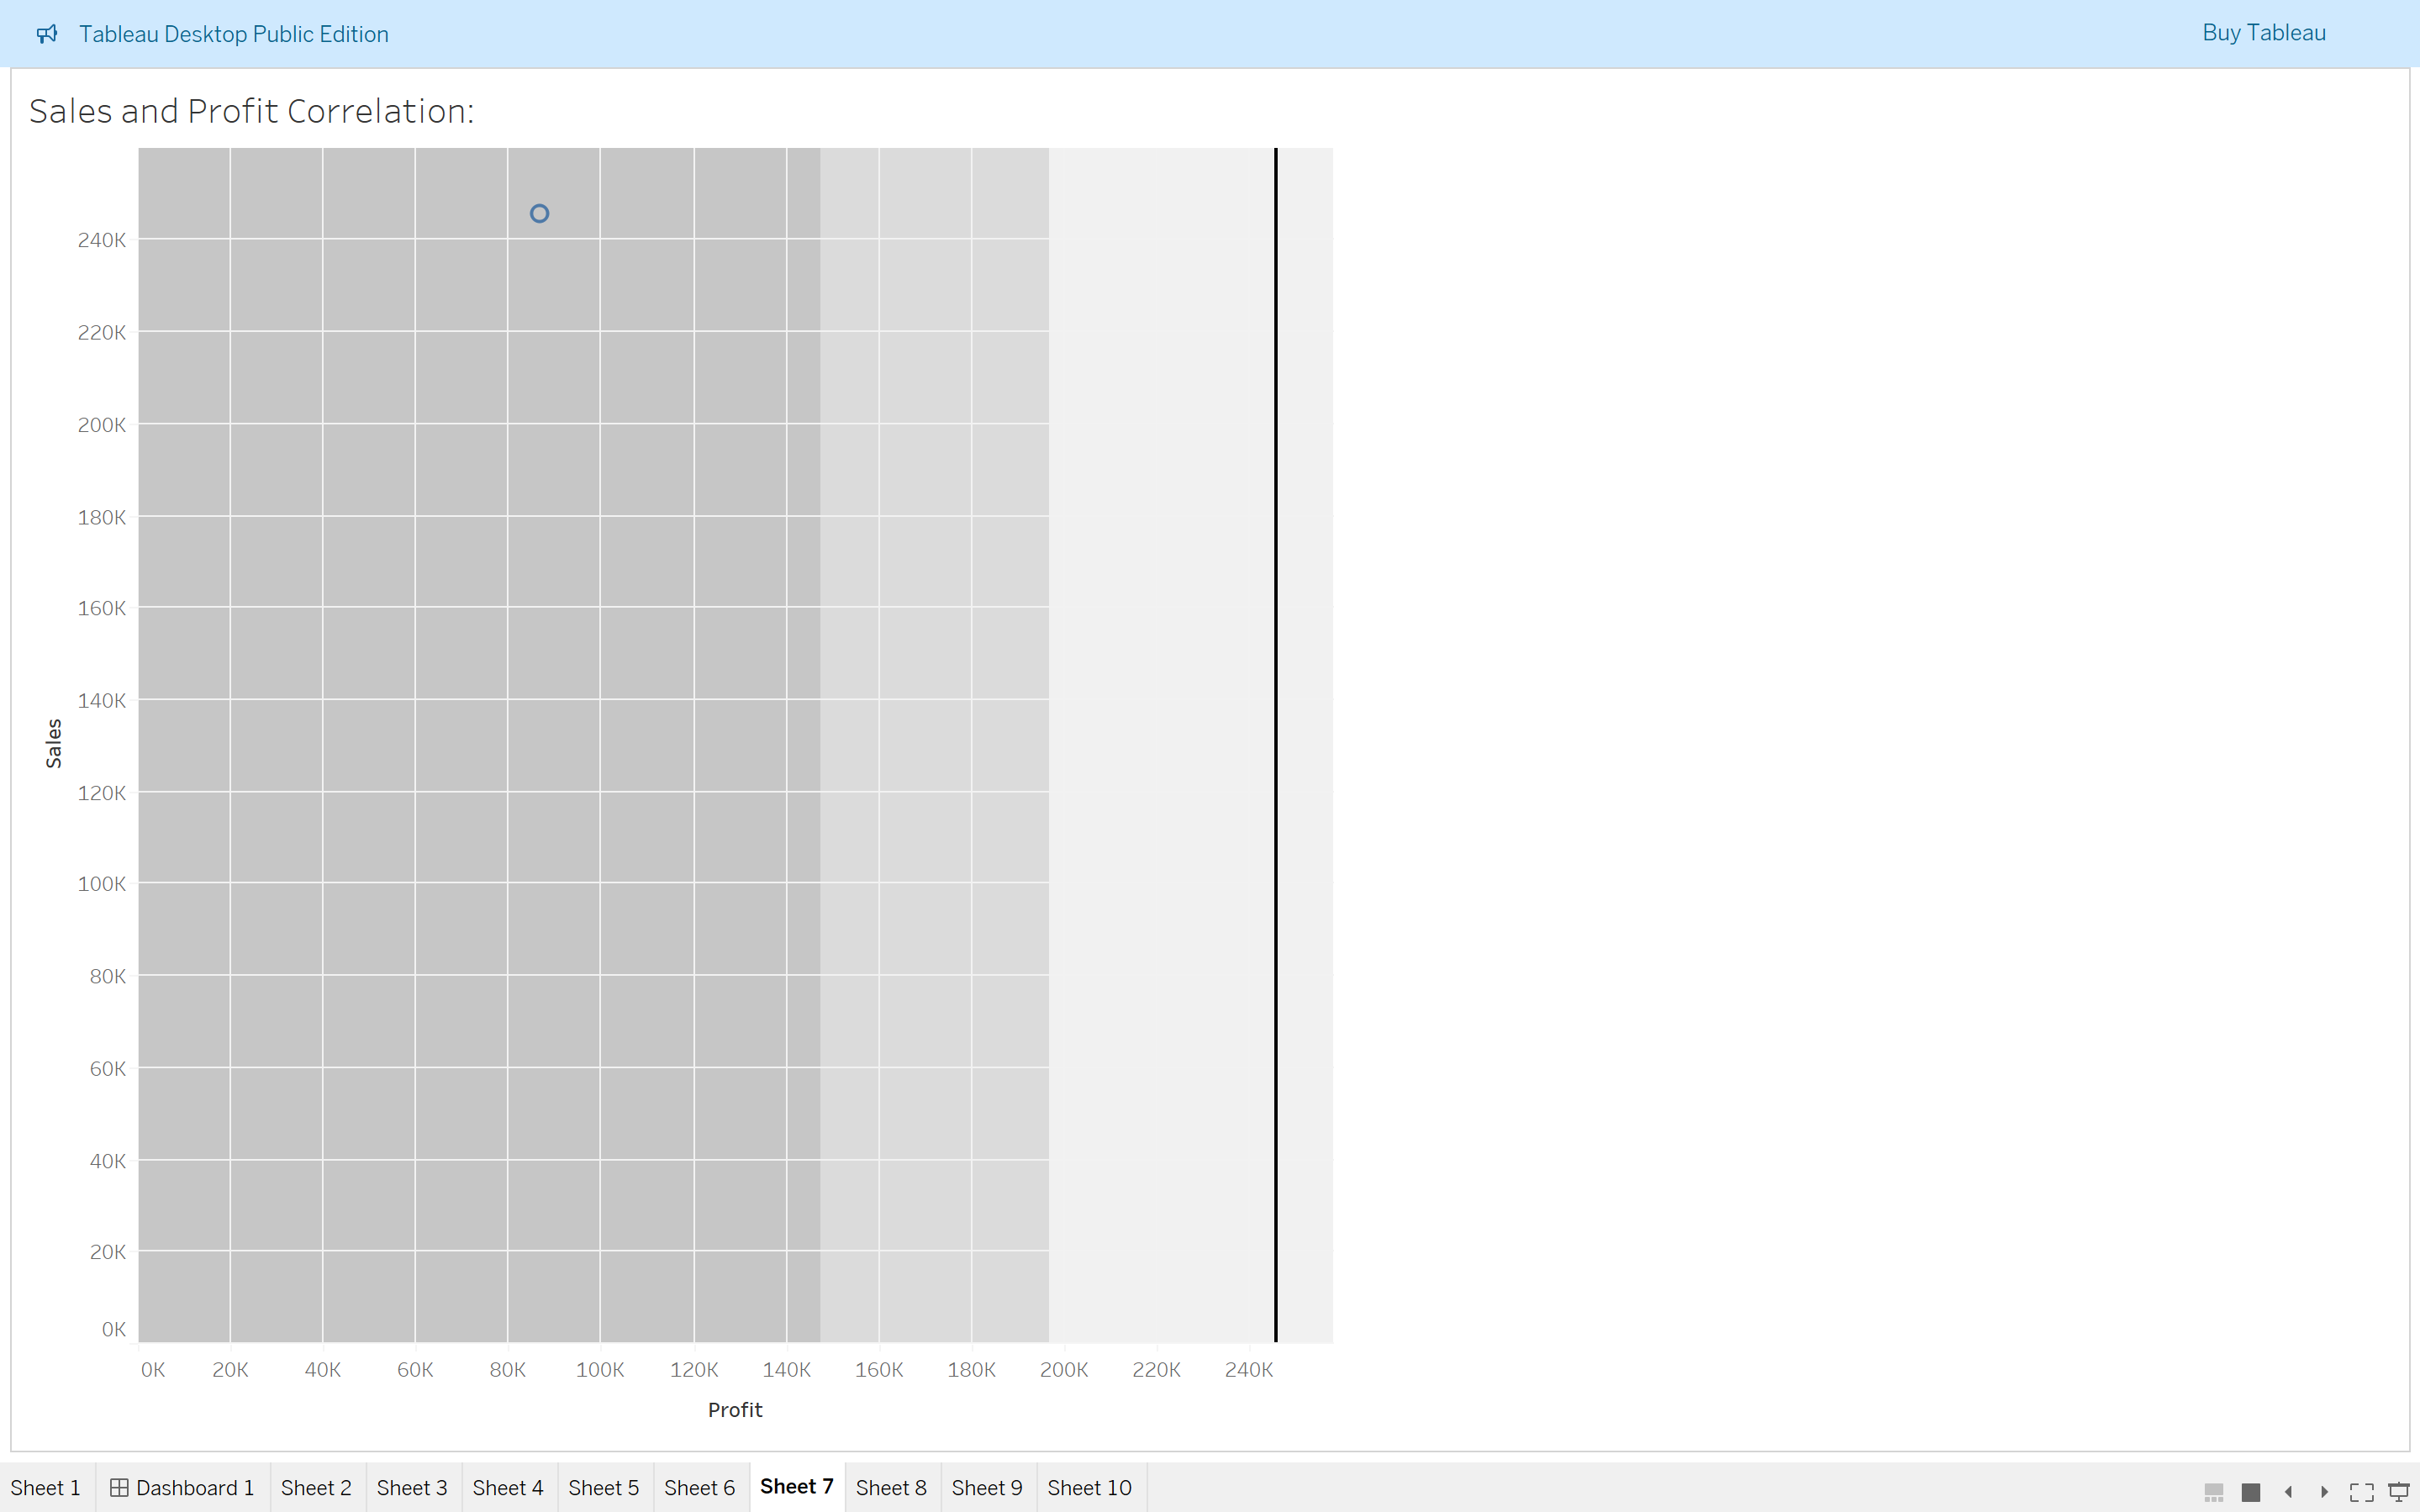 Tableau Desktop Public Edition
Buy Tableau
Sales and Profit Correlation:
240K
220K
200K
180K
160K
140K
Sales
120K
100K
80K
60K
40K
20K
0K
0K 20K 40K 60K 80K 100K 120K 140K 160K 180K 200K 220K 240K
Profit
Sheet 1 Dashboard 1 Sheet 2 Sheet 3 Sheet 4 Sheet 5 Sheet 6 Sheet 7 Sheet 8 Sheet 9 Sheet 10